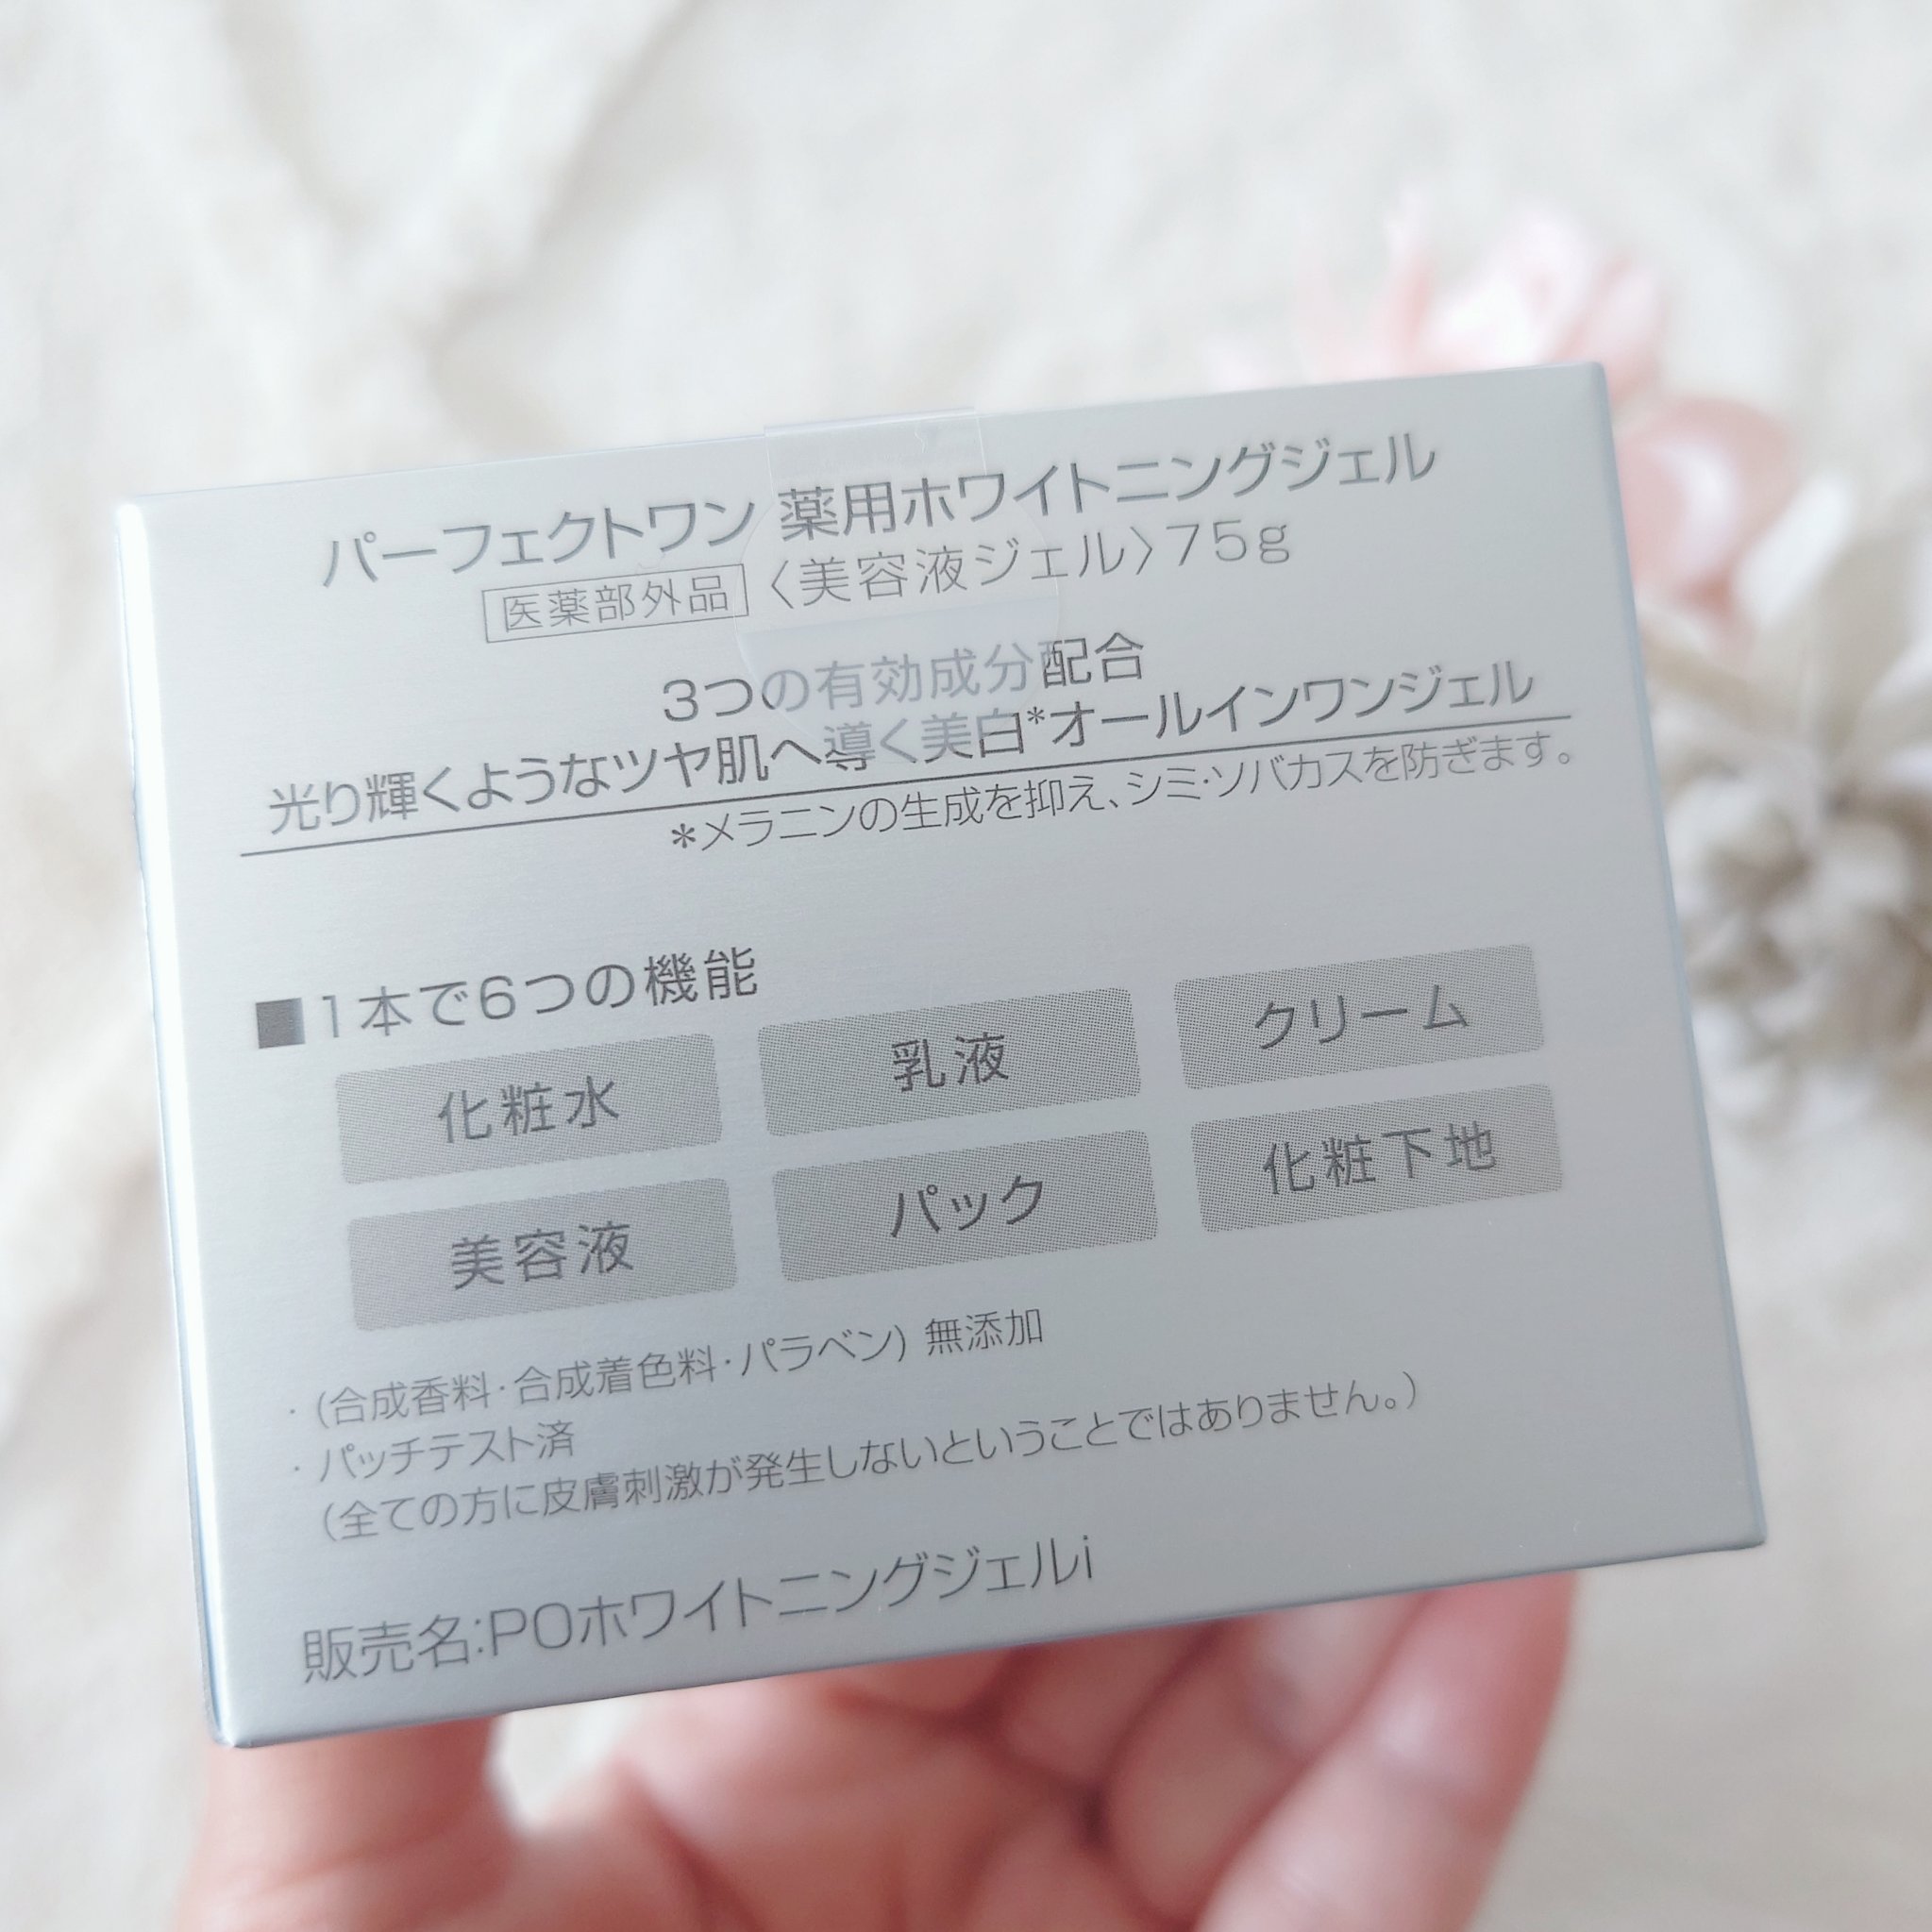 パーフェクトワン 薬用ホワイトニングジェル
医薬部外品 〈美容液ジェル〉75g
3つの有効成分配合
光り輝くようなツヤ肌へ導く美白*オールインワンジェル
*メラニンの生成を抑え、シミ・ソバカスを防ぎます。
■1本で6つの機能
化粧水 乳液 クリーム
美容液 パック 化粧下地
・(合成香料・合成着色料・パラベン) 無添加
・パッチテスト済
(全ての方に皮膚刺激が発生しないということではありません。)
販売名:POホワイトニングジェルi